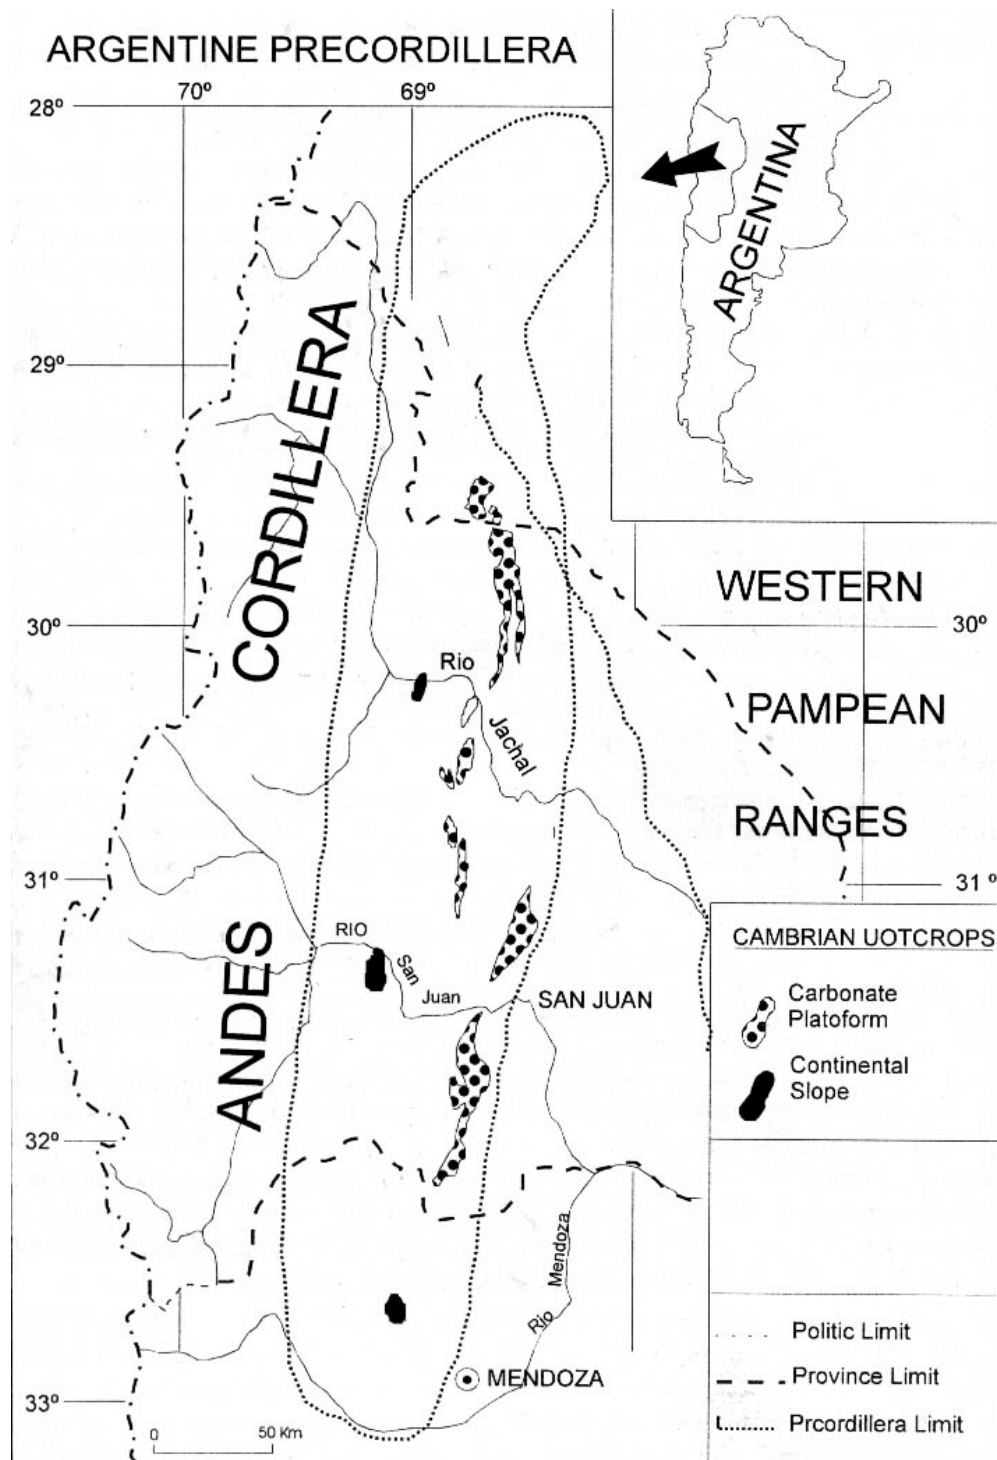 ARGENTINE PRECORDILLERA
70º
69º
28º
ARGENTINA
29º
CORDILLERA
WESTERN
30º
30º
Rio
PAMPEAN
Jachal
RANGES
31º
31 º
RIO
San
Juan
SAN JUAN
ANDES
CAMBRIAN UOTCROPS
Carbonate
Platoform
Continental
Slope
32º
Mendoza
Rio
Politic Limit
MENDOZA
Province Limit
33º
0
50 Km
Prcordillera Limit